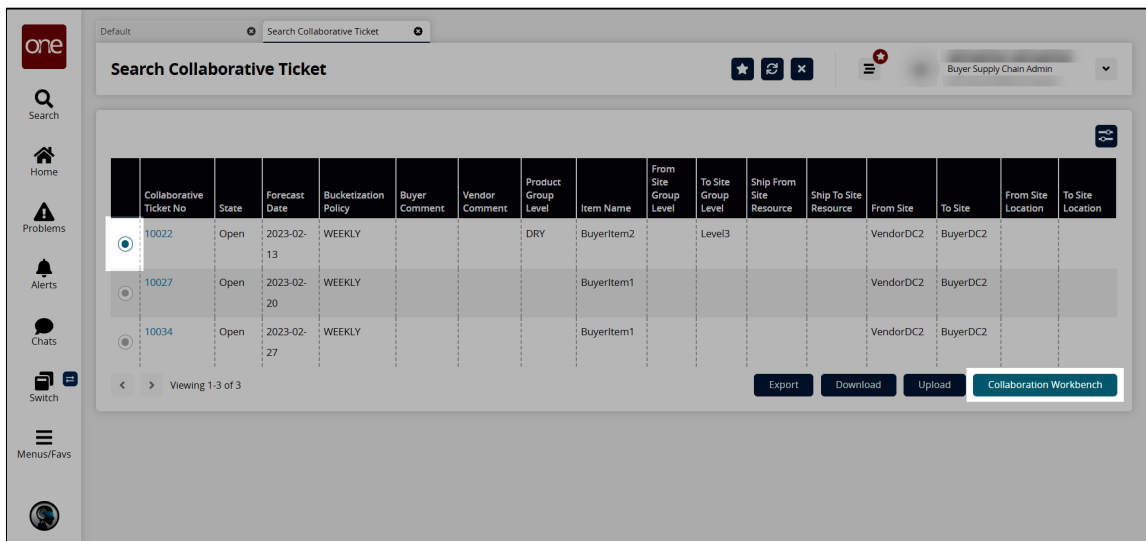 one
Default
Search Collaborative Ticket
Search Collaborative Ticket
Buyer Supply Chain Admin
Search
Home
Problems
Alerts
Chats
Switch
Menus/Favs
Collaborative Ticket No
State
Forecast Date
Bucketization Policy
Buyer Comment
Vendor Comment
Product Group Level
Item Name
From Site Group Level
To Site Group Level
Ship From Site Resource
Ship To Site Resource
From Site
To Site
From Site Location
To Site Location
10022 Open 2023-02-13 WEEKLY DRY BuyerItem2 Level3 VendorDC2 BuyerDC2
10027 Open 2023-02-20 WEEKLY BuyerItem1 VendorDC2 BuyerDC2
10034 Open 2023-02-27 WEEKLY BuyerItem1 VendorDC2 BuyerDC2
Viewing 1-3 of 3
Export Download Upload Collaboration Workbench